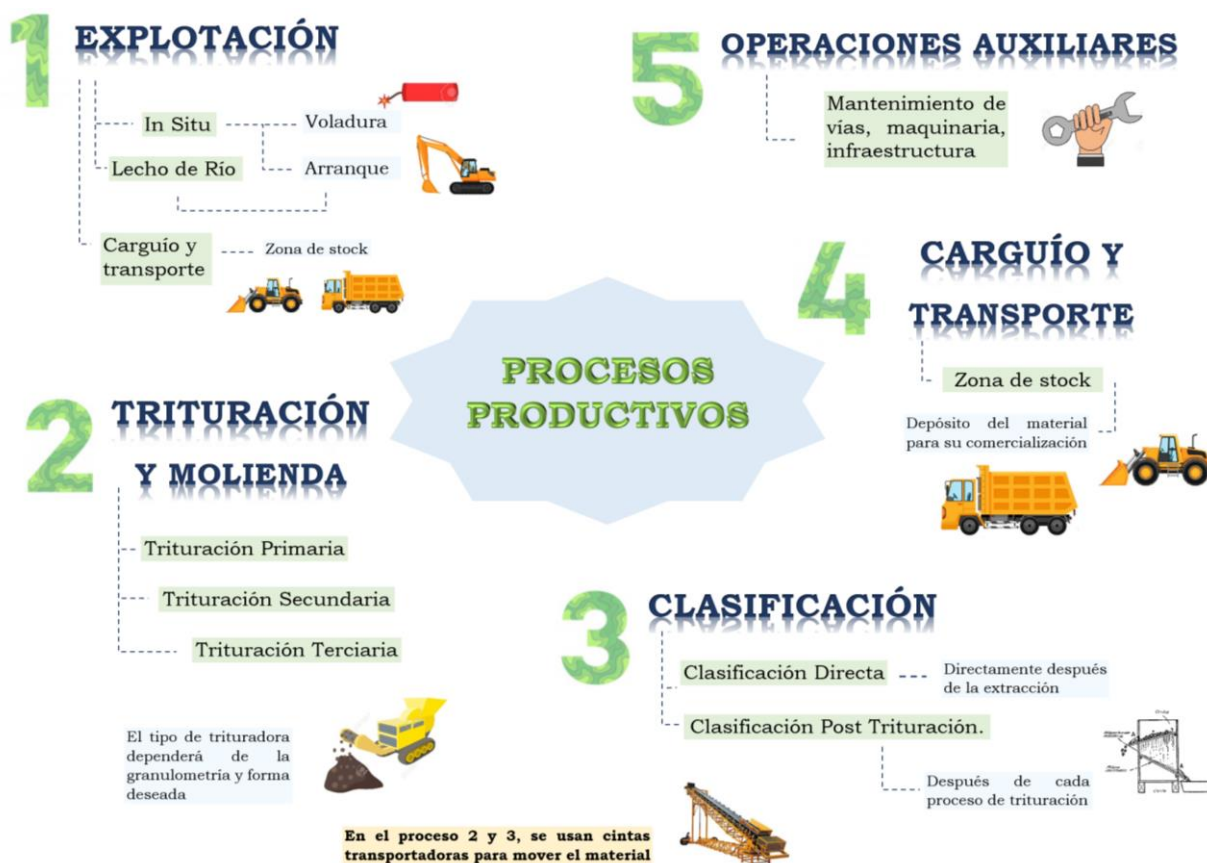 1
EXPLOTACIÓN
In Situ
Voladura
Lecho de Río
Arranque
Carguío y
transporte
Zona de stock
PROCESOS
PRODUCTIVOS
2
TRITURACIÓN
Y MOLIENDA
Trituración Primaria
Trituración Secundaria
Trituración Terciaria
El tipo de trituradora
dependerá de la
granulometría y forma
deseada
En el proceso 2 y 3, se usan cintas
transportadoras para mover el material
3
CLASIFICACIÓN
Clasificación Directa
Directamente después
de la extracción
Clasificación Post Trituración.
Después de cada
proceso de trituración
4
CARGUÍO Y
TRANSPORTE
Zona de stock
Depósito del material
para su comercialización
5
OPERACIONES AUXILIARES
Mantenimiento de
vías, maquinaria,
infraestructura